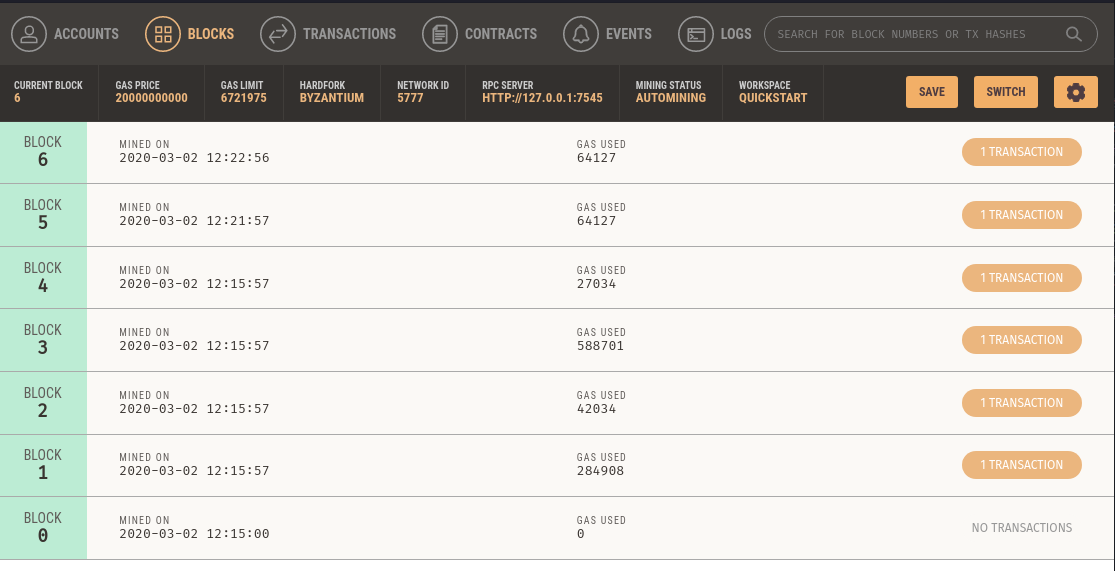 ACCOUNTS BLOCKS TRANSACTIONS CONTRACTS EVENTS LOGS SEARCH FOR BLOCK NUMBERS OR TX HASHES
CURRENT BLOCK GAS PRICE GAS LIMIT HARDFORK NETWORK ID RPC SERVER MINING STATUS WORKSPACE
6 20000000000 6721975 BYZANTIUM 5777 HTTP://127.0.0.1:7545 AUTOMINING QUICKSTART SAVE SWITCH
BLOCK MINED ON GAS USED
6 2020-03-02 12:22:56 64127 1 TRANSACTION
BLOCK MINED ON GAS USED
5 2020-03-02 12:21:57 64127 1 TRANSACTION
BLOCK MINED ON GAS USED
4 2020-03-02 12:15:57 27034 1 TRANSACTION
BLOCK MINED ON GAS USED
3 2020-03-02 12:15:57 588701 1 TRANSACTION
BLOCK MINED ON GAS USED
2 2020-03-02 12:15:57 42034 1 TRANSACTION
BLOCK MINED ON GAS USED
1 2020-03-02 12:15:57 284908 1 TRANSACTION
BLOCK MINED ON GAS USED
0 2020-03-02 12:15:00 0 NO TRANSACTIONS